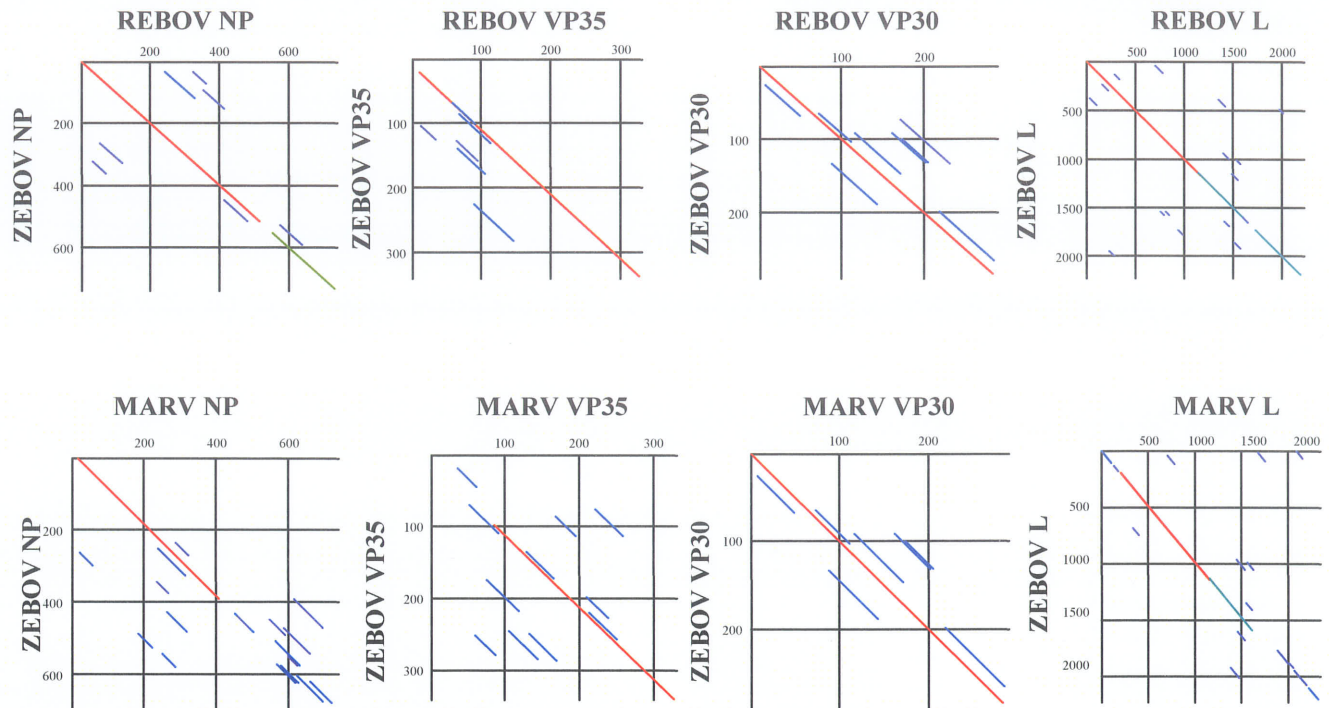 REBOV NP
REBOV VP35
REBOV VP30
REBOV L
200 400 600
100 200 300
100 200
500 1000 1500 2000
ZEBOV NP
200
400
600
ZEBOV VP35
100
200
300
ZEBOV VP30
100
200
ZEBOV L
500
1000
1500
2000
MARV NP
MARV VP35
MARV VP30
MARV L
200 400 600
100 200 300
100 200
500 1000 1500 2000
ZEBOV NP
200
400
600
ZEBOV VP35
100
200
300
ZEBOV VP30
100
200
ZEBOV L
500
1000
1500
2000